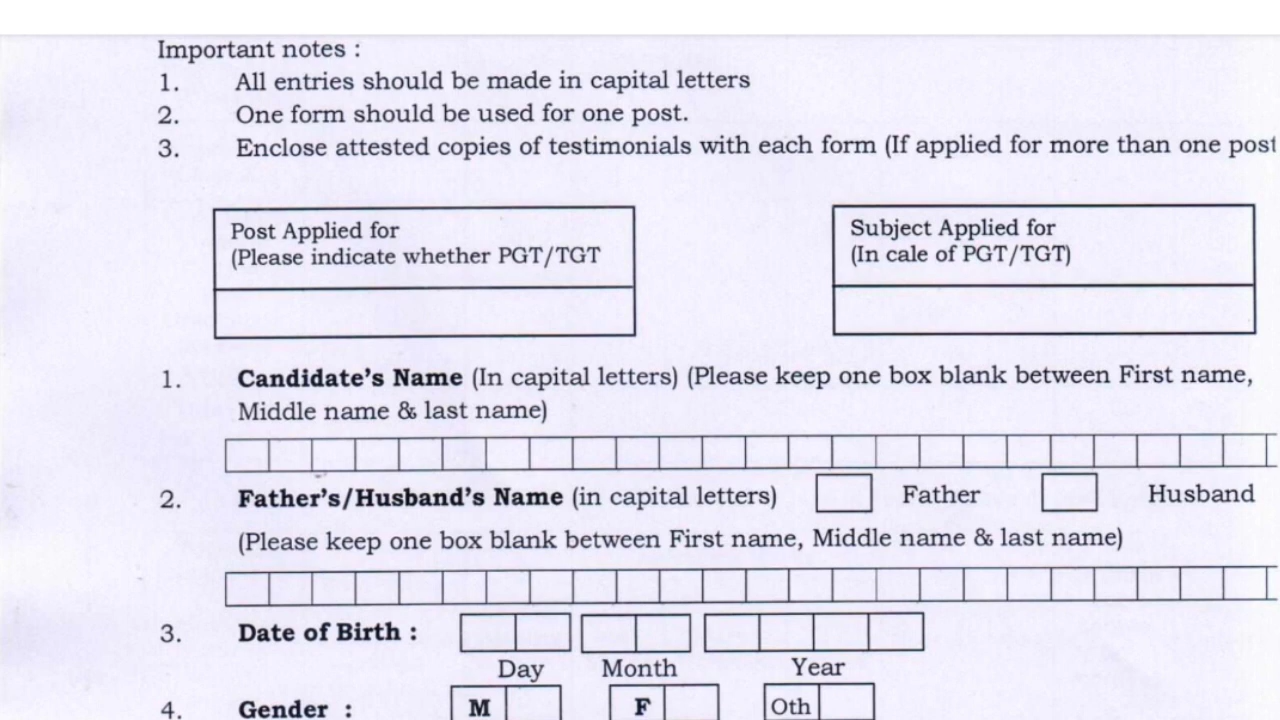 Important notes :
1. All entries should be made in capital letters
2. One form should be used for one post.
3. Enclose attested copies of testimonials with each form (If applied for more than one post
Post Applied for
(Please indicate whether PGT/TGT
Subject Applied for
(In cale of PGT/TGT)
1. Candidate's Name (In capital letters) (Please keep one box blank between First name,
Middle name & last name)
2. Father's/Husband's Name (in capital letters) Father Husband
(Please keep one box blank between First name, Middle name & last name)
3. Date of Birth :
Day Month Year
4. Gender : M F Oth